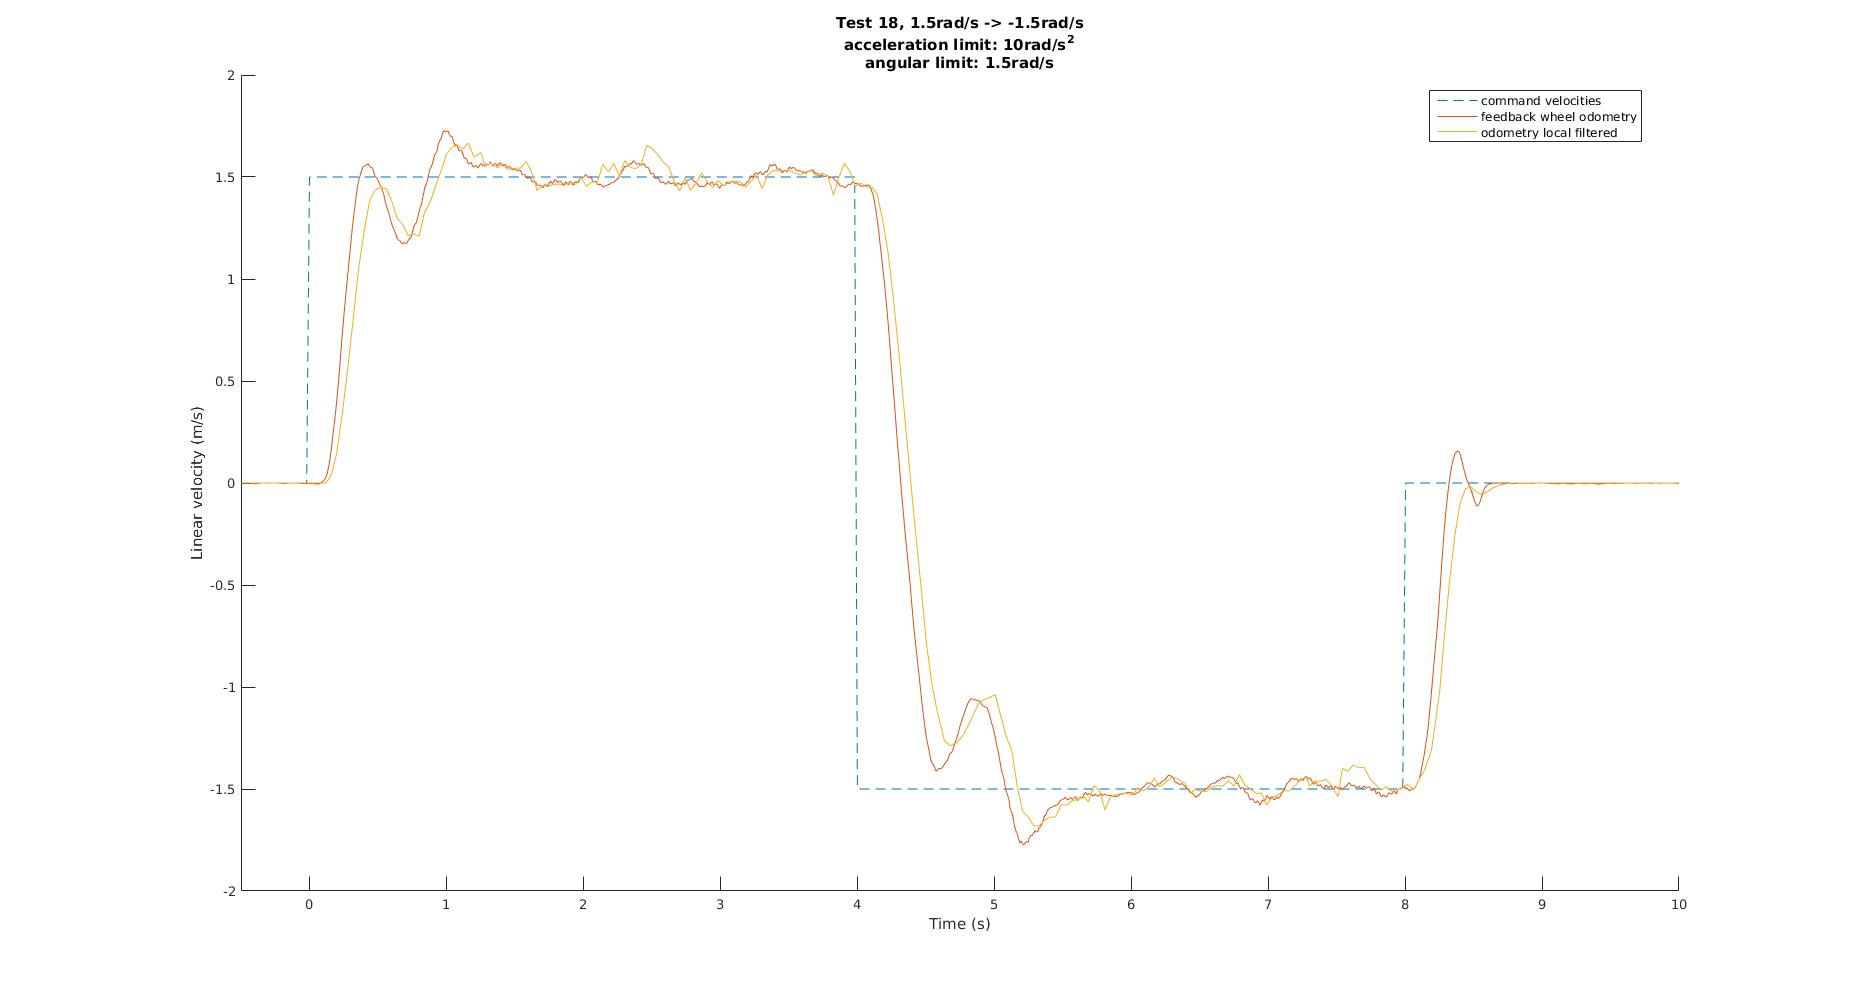 Test 18, 1.5rad/s -> -1.5rad/s
acceleration limit: 10rad/s²
angular limit: 1.5rad/s
command velocities
feedback wheel odometry
odometry local filtered
Linear velocity (m/s)
2
1.5
1
0.5
0
-0.5
-1
-1.5
-2
0 1 2 3 4 5 6 7 8 9 10
Time (s)